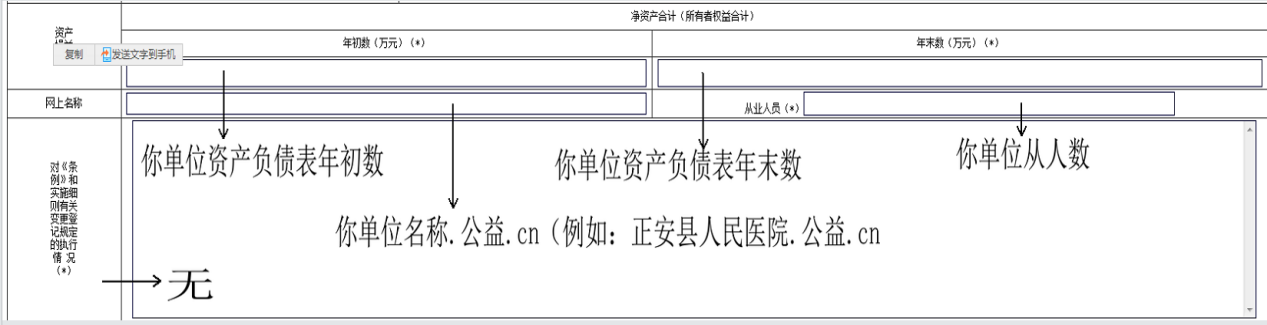 净资产合计（所有者权益合计）
资产
年初数（万元）（*）
年末数（万元）（*）
复制
发送文字到手机
网上名称
从业人员（*）
对《条
例》和
实施细
则有关
变更登
记规定
的执行
情 况
（*）
你单位资产负债表年初数
你单位资产负债表年末数
你单位从人数
你单位名称.公益.cn（例如：正安县人民医院.公益.cn
无